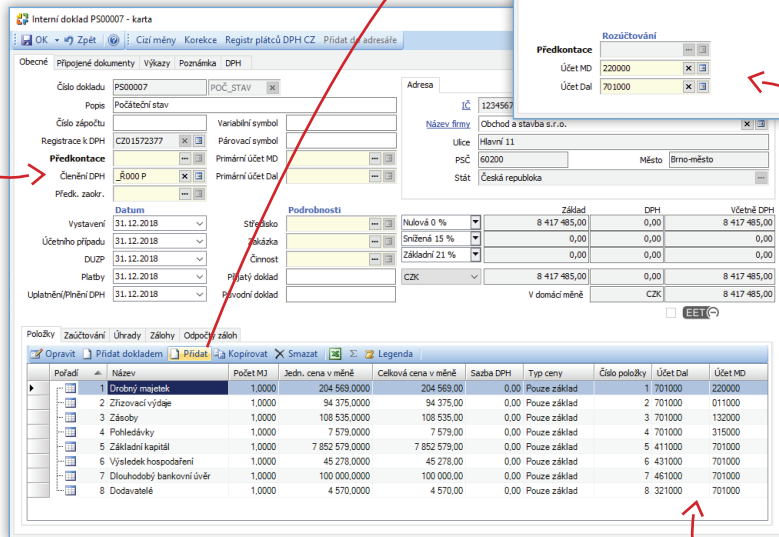 Interní doklad PS00007 - karta
OK Zpět Cizí měny Korekce Registr plátců DPH CZ Přidat do adresáře
Obecné Připojené dokumenty Výkazy Poznámka DPH
Rozúčtování
Předkontace
Účet MD 220000
Účet Dal 701000
Číslo dokladu PS00007 POČ_STAV
Popis Počáteční stav
Číslo zápočtu Variabilní symbol
Registrace k DPH CZ01572377 Párovací symbol
Předkontace Primární účet MD
Členění DPH _Ř000 P Primární účet Dal
Předk. zaokr.
Adresa
IČ 1234567
Název firmy Obchod a stavba s.r.o.
Ulice Hlavní 11
PSČ 60200 Město Brno-město
Stát Česká republoka
Datum Podrobnosti
Vystavení 31.12.2018 Středisko
Účetního případu 31.12.2018 Zakázka
DUZP 31.12.2018 Činnost
Platby 31.12.2018 Přijatý doklad
Uplatnění/Plnění DPH 31.12.2018 Původní doklad
Základ DPH Včetně DPH
Nulová 0 % 8 417 485,00 0,00 8 417 485,00
Snížená 15 % 0,00 0,00 0,00
Základní 21 % 0,00 0,00 0,00
CZK 8 417 485,00 0,00 8 417 485,00
V domácí měně CZK 8 417 485,00
EET
Položky Zaúčtování Úhrady Zálohy Odpočty záloh
Opravit Přidat dokladem Přidat Kopírovat Smazat Σ Legenda
Pořadí Název Počet MJ Jedn. cena v měně Celková cena v měně Sazba DPH Typ ceny Číslo položky Účet Dal Účet MD
1 Drobný majetek 1,0000 204 569,0000 204 569,00 0,00 Pouze základ 1 701000 220000
2 Zřizovací výdaje 1,0000 94 375,0000 94 375,00 0,00 Pouze základ 2 701000 011000
3 Zásoby 1,0000 108 535,0000 108 535,00 0,00 Pouze základ 3 701000 132000
4 Pohledávky 1,0000 7 579,0000 7 579,00 0,00 Pouze základ 4 701000 315000
5 Základní kapitál 1,0000 7 852 579,0000 7 852 579,00 0,00 Pouze základ 5 411000 701000
6 Výsledek hospodaření 1,0000 45 278,0000 45 278,00 0,00 Pouze základ 6 431000 701000
7 Dlouhodobý bankovní úvěr 1,0000 100 000,0000 100 000,00 0,00 Pouze základ 7 461000 701000
8 Dodavatelé 1,0000 4 570,0000 4 570,00 0,00 Pouze základ 8 321000 701000